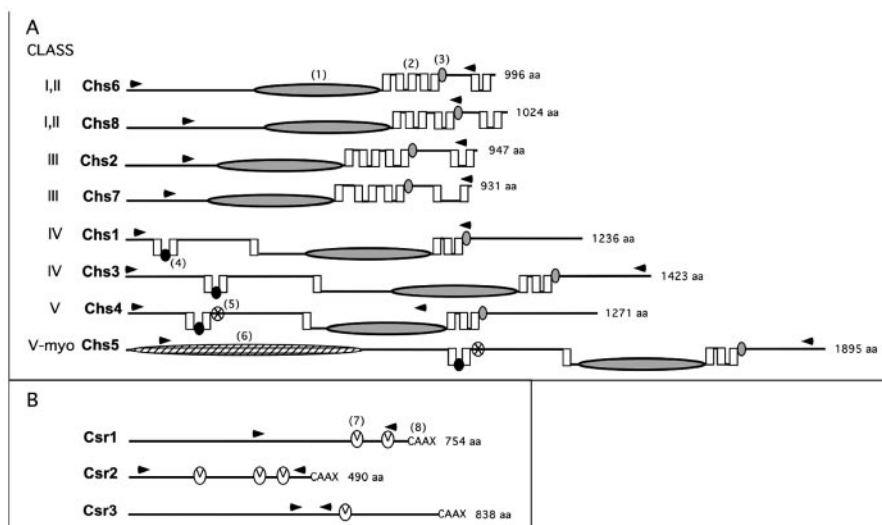 A
CLASS
(1) (2) (3)
I,II Chs6 996 aa
I,II Chs8 1024 aa
III Chs2 947 aa
III Chs7 931 aa
IV Chs1 1236 aa
(4)
IV Chs3 1423 aa
(5)
V Chs4 1271 aa
(6)
V-myo Chs5 1895 aa
B
(7) (8)
Csr1 V V CAAX 754 aa
Csr2 V V V CAAX 490 aa
Csr3 V CAAX 838 aa